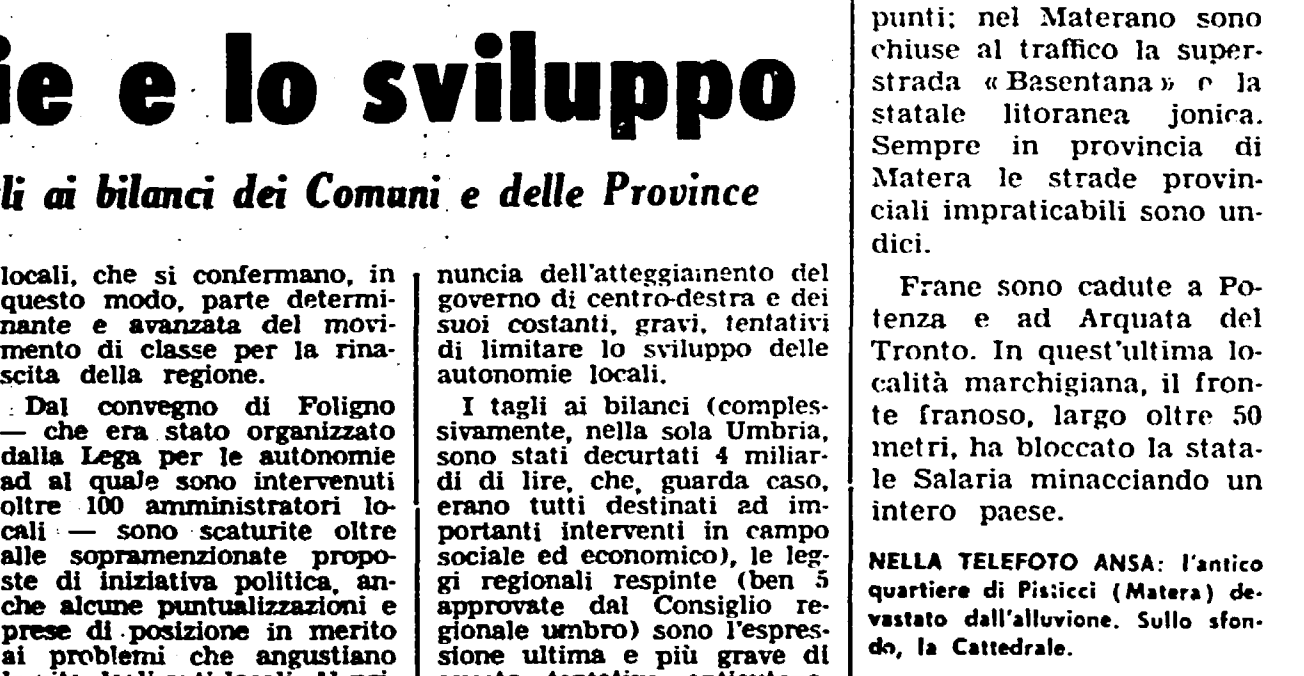 ie e lo sviluppo
li ai bilanci dei Comuni e delle Province
locali, che si confermano, in
questo modo, parte determi-
nante e avanzata del movi-
mento di classe per la rina-
scita della regione.
Dal convegno di Foligno
— che era stato organizzato
dalla Lega per le autonomie
ad al quale sono intervenuti
oltre 100 amministratori lo-
cali — sono scaturite oltre
alle sopramenzionate propo-
ste di iniziativa politica, an-
che alcune puntualizzazioni e
prese di posizione in merito
ai problemi che angustiano
nuncia dell'atteggiamento del
governo di centro-destra e dei
suoi costanti, gravi, tentativi
di limitare lo sviluppo delle
autonomie locali.
I tagli ai bilanci (comples-
sivamente, nella sola Umbria,
sono stati decurtati 4 miliar-
di di lire, che, guarda caso,
erano tutti destinati ad im-
portanti interventi in campo
sociale ed economico), le leg-
gi regionali respinte (ben 5
approvate dal Consiglio re-
gionale umbro) sono l'espres-
sione ultima e più grave di
punti; nel Materano sono
chiuse al traffico la super-
strada «Basentana» e la
statale litoranea jonica.
Sempre in provincia di
Matera le strade provin-
ciali impraticabili sono un-
dici.
Frane sono cadute a Po-
tenza e ad Arquata del
Tronto. In quest'ultima lo-
calità marchigiana, il fron-
te franoso, largo oltre 50
metri, ha bloccato la stata-
le Salaria minacciando un
intero paese.
NELLA TELEFOTO ANSA: l'antico
quartiere di Pisticci (Matera) de-
vastato dall'alluvione. Sullo sfon-
do, la Cattedrale.